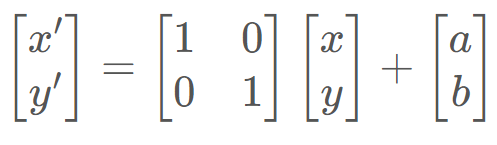 [x′ y′] = [1 0 0 1] [x y] + [a b]